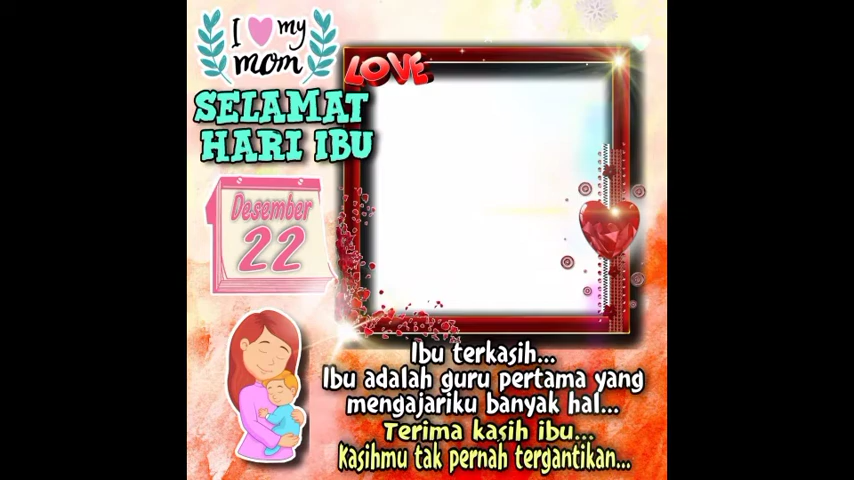 I my
mom
LOVE
SELAMAT
HARI IBU
Desember
22
Ibu terkasih...
Ibu adalah guru pertama yang
mengajariku banyak hal...
Terima kasih ibu...
Kasihmu tak pernah tergantikan...